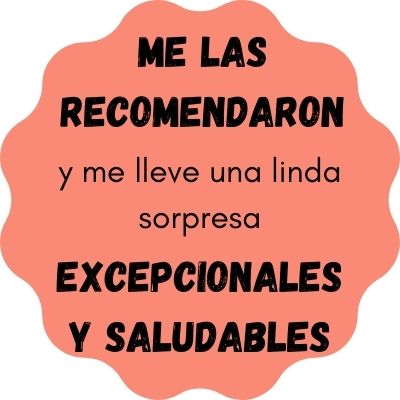 ME LAS
RECOMENDARON
y me lleve una linda
sorpresa
EXCEPCIONALES
Y SALUDABLES